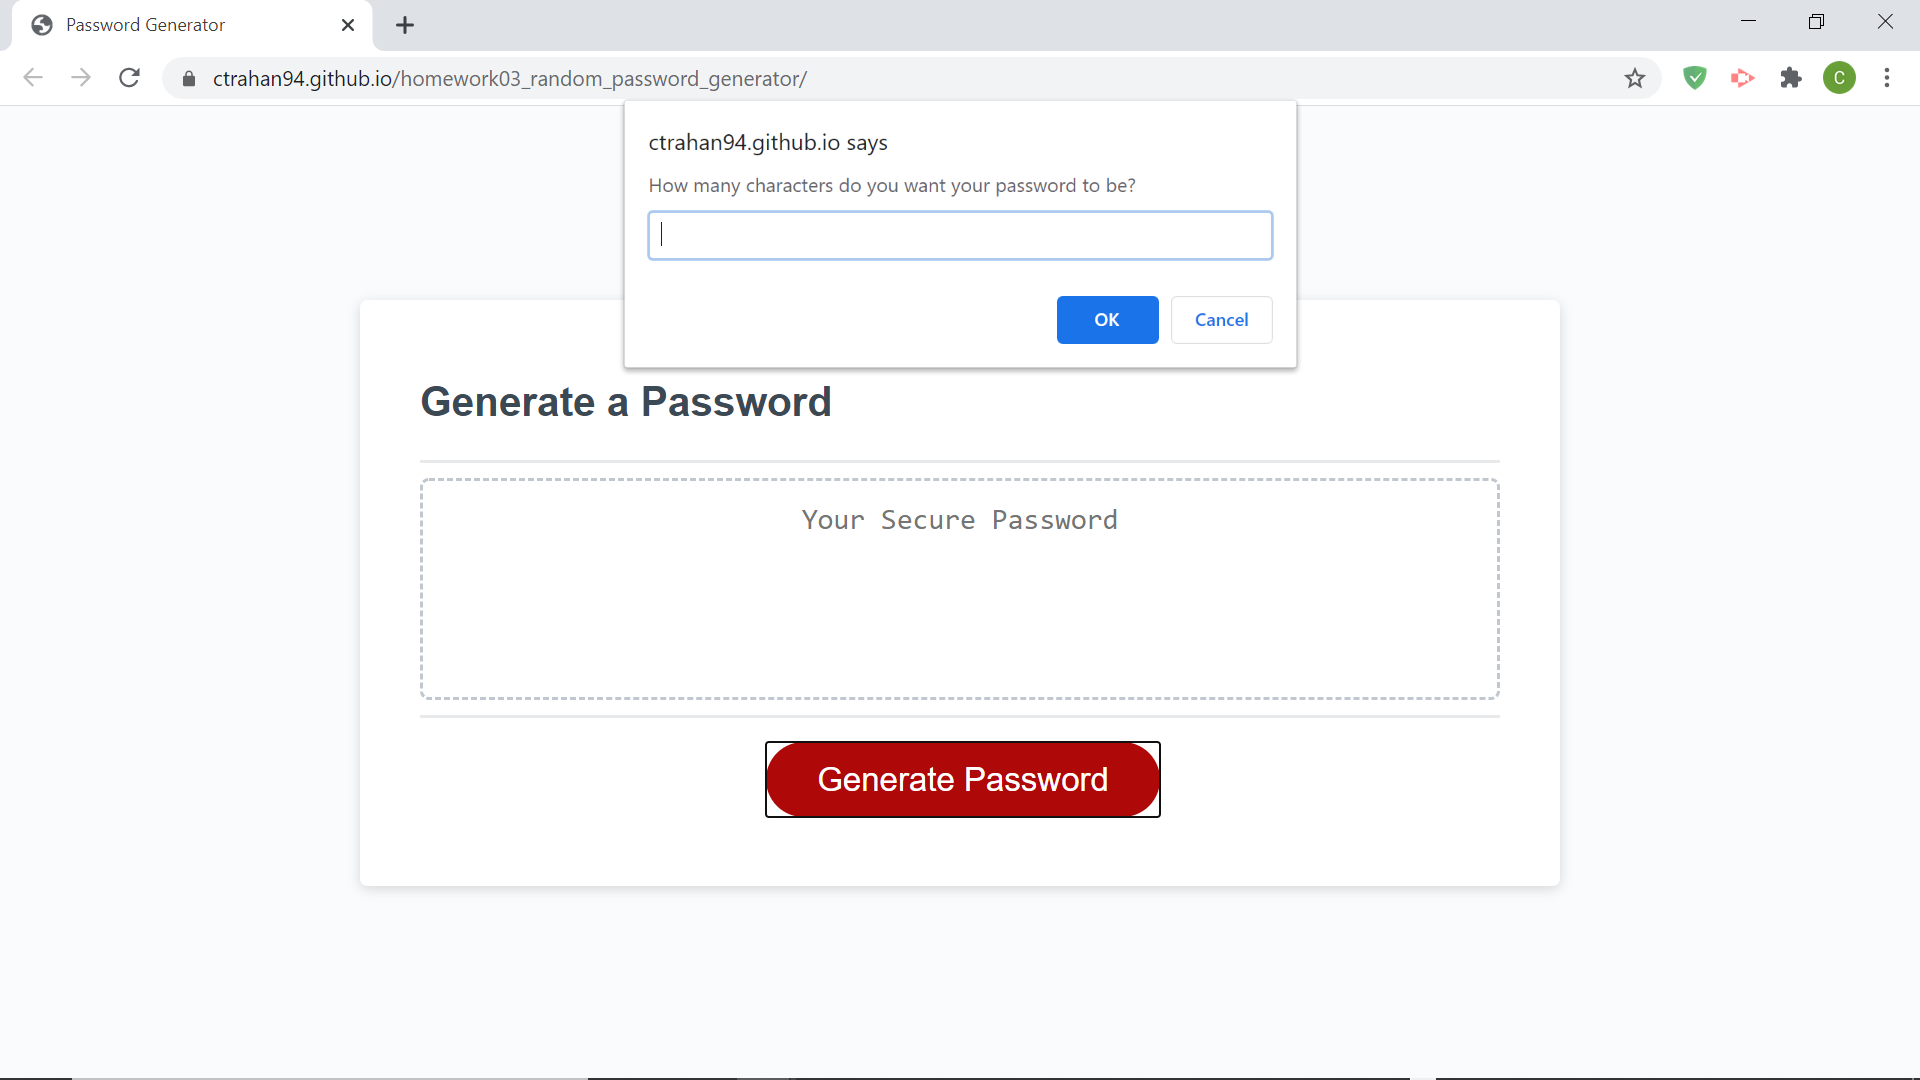 Password Generator
ctrahan94.github.io/homework03_random_password_generator/
C
ctrahan94.github.io says
How many characters do you want your password to be?
OK
Cancel
Generate a Password
Your Secure Password
Generate Password